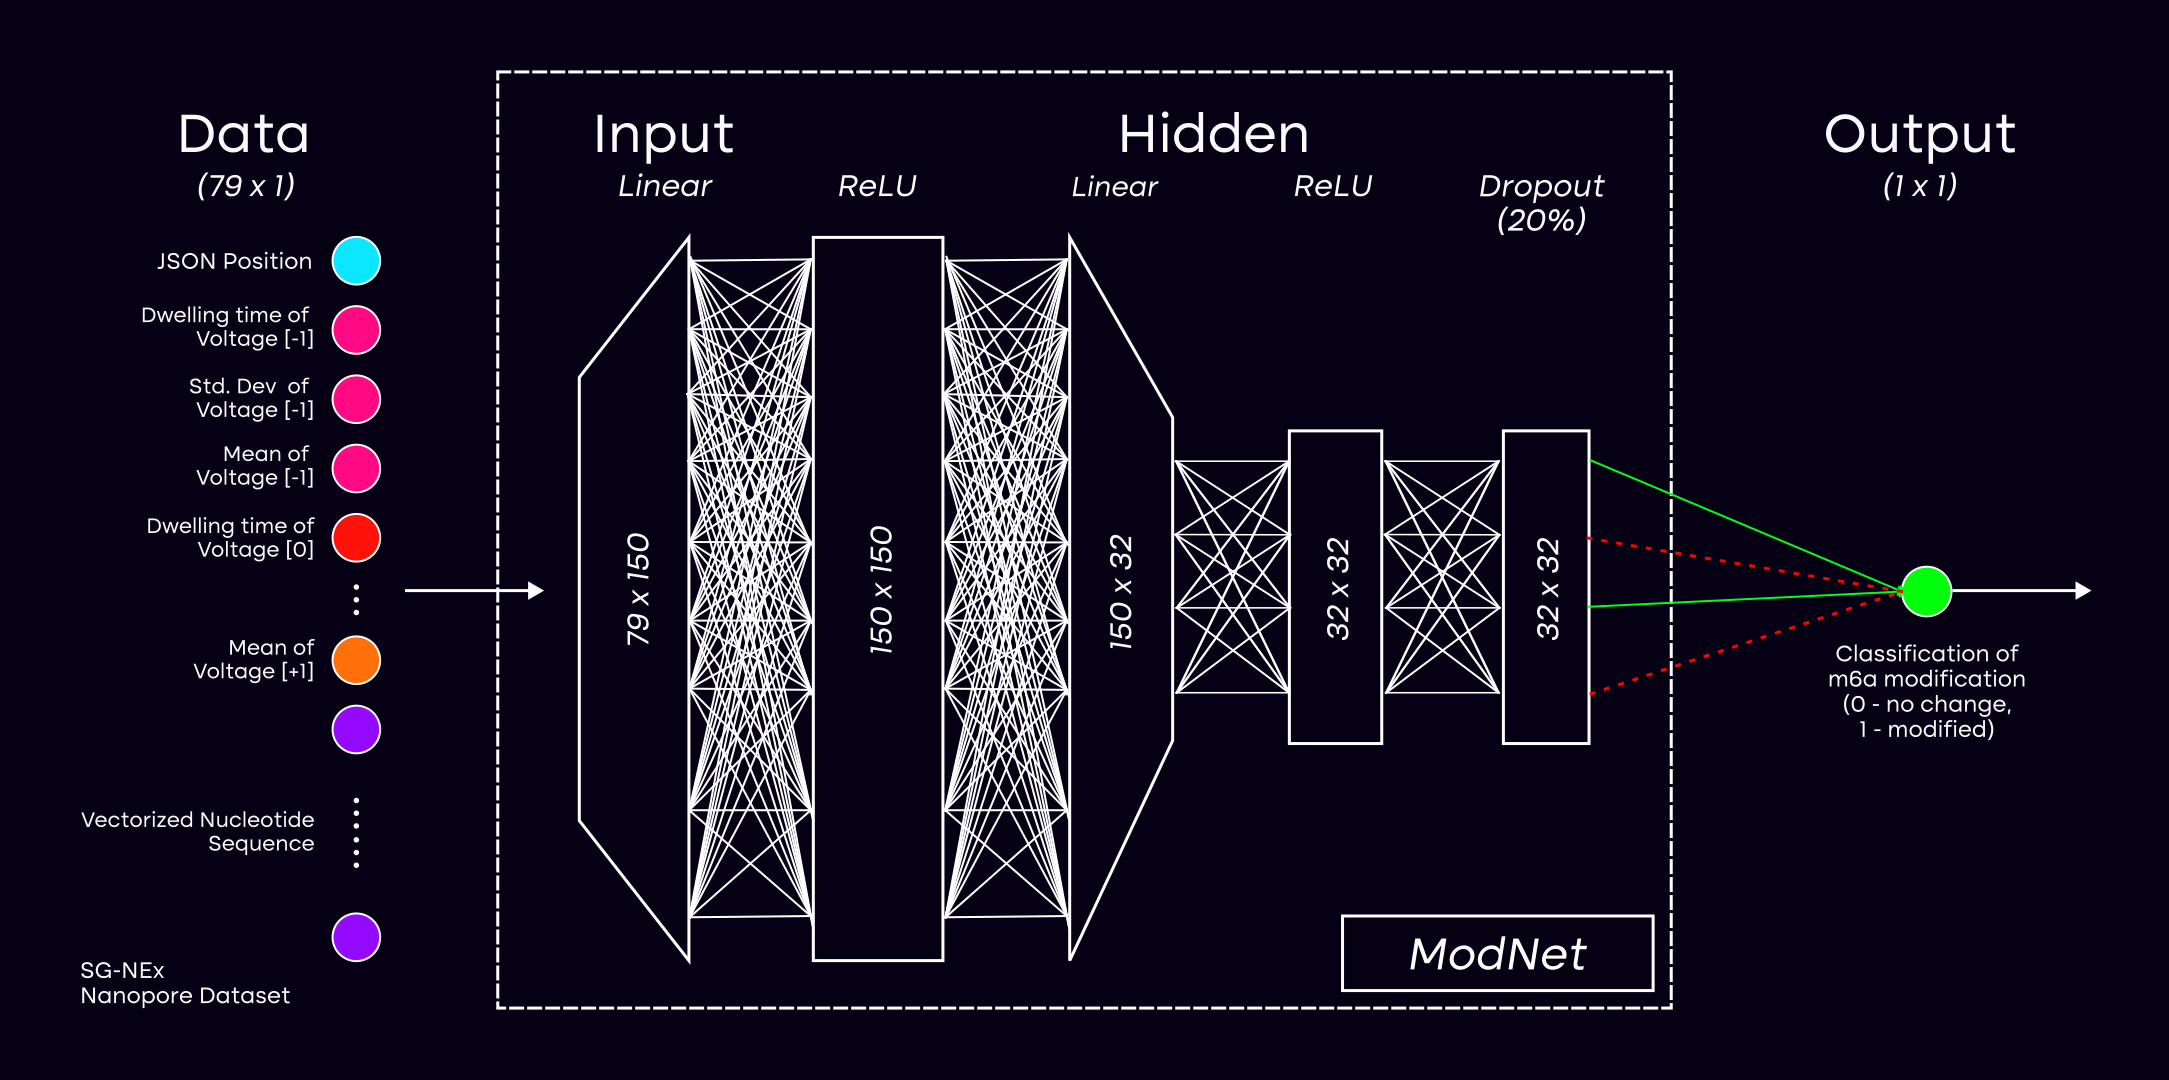 Data
(79 x 1)
JSON Position
Dwelling time of
Voltage [-1]
Std. Dev  of
Voltage [-1]
Mean of
Voltage [-1]
Dwelling time of
Voltage [0]
Mean of
Voltage [+1]
Vectorized Nucleotide
Sequence
SG-NEx
Nanopore Dataset
Input
Linear
79 x 150
ReLU
150 x 150
Hidden
Linear
150 x 32
ReLU
32 x 32
Dropout
(20%)
32 x 32
ModNet
Output
(1 x 1)
Classification of
m6a modification
(0 - no change,
1 - modified)